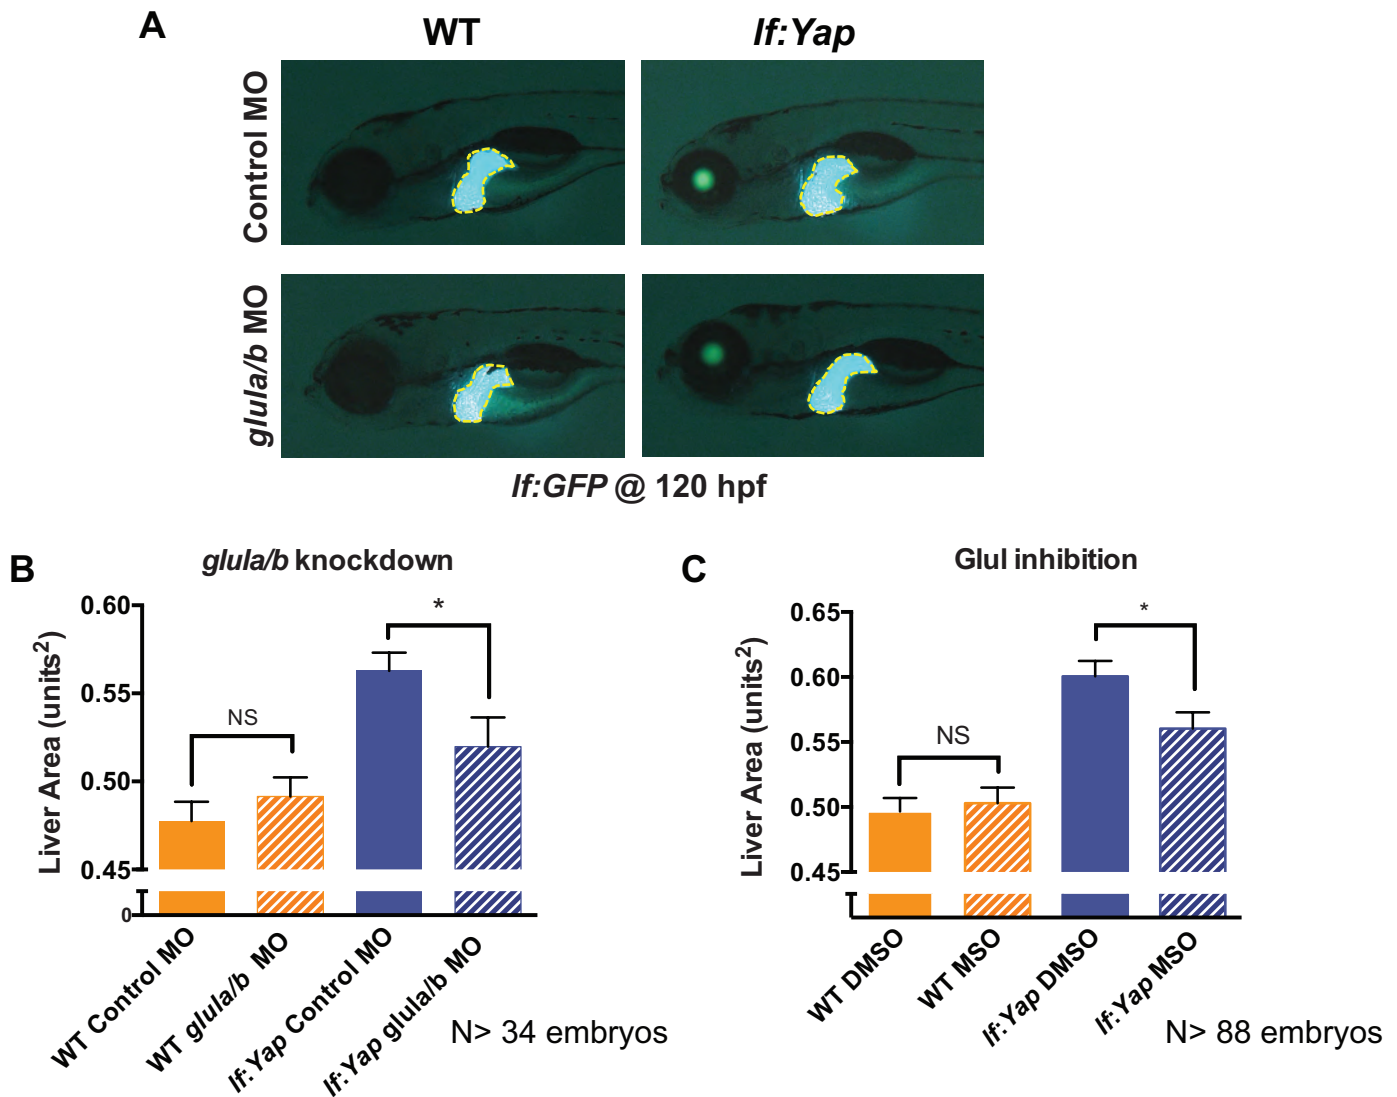 A
WT
lf:Yap
Control MO
glula/b MO
lf:GFP @ 120 hpf
B
glula/b knockdown
Liver Area (units²)
0.60
0.55
0.50
0.45
0
NS
*
WT Control MO
WT glula/b MO
lf:Yap Control MO
lf:Yap glula/b MO
N> 34 embryos
C
Glul inhibition
Liver Area (units²)
0.65
0.60
0.55
0.50
0.45
NS
*
WT DMSO
WT MSO
lf:Yap DMSO
lf:Yap MSO
N> 88 embryos